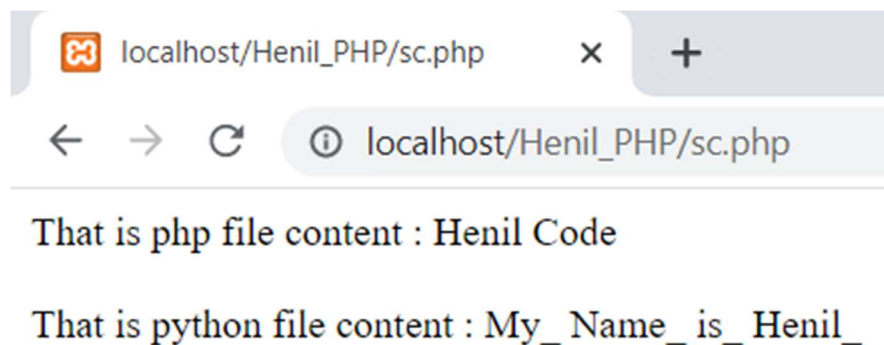 localhost/Henil_PHP/sc.php
localhost/Henil_PHP/sc.php
That is php file content : Henil Code
That is python file content : My_ Name_ is_ Henil_